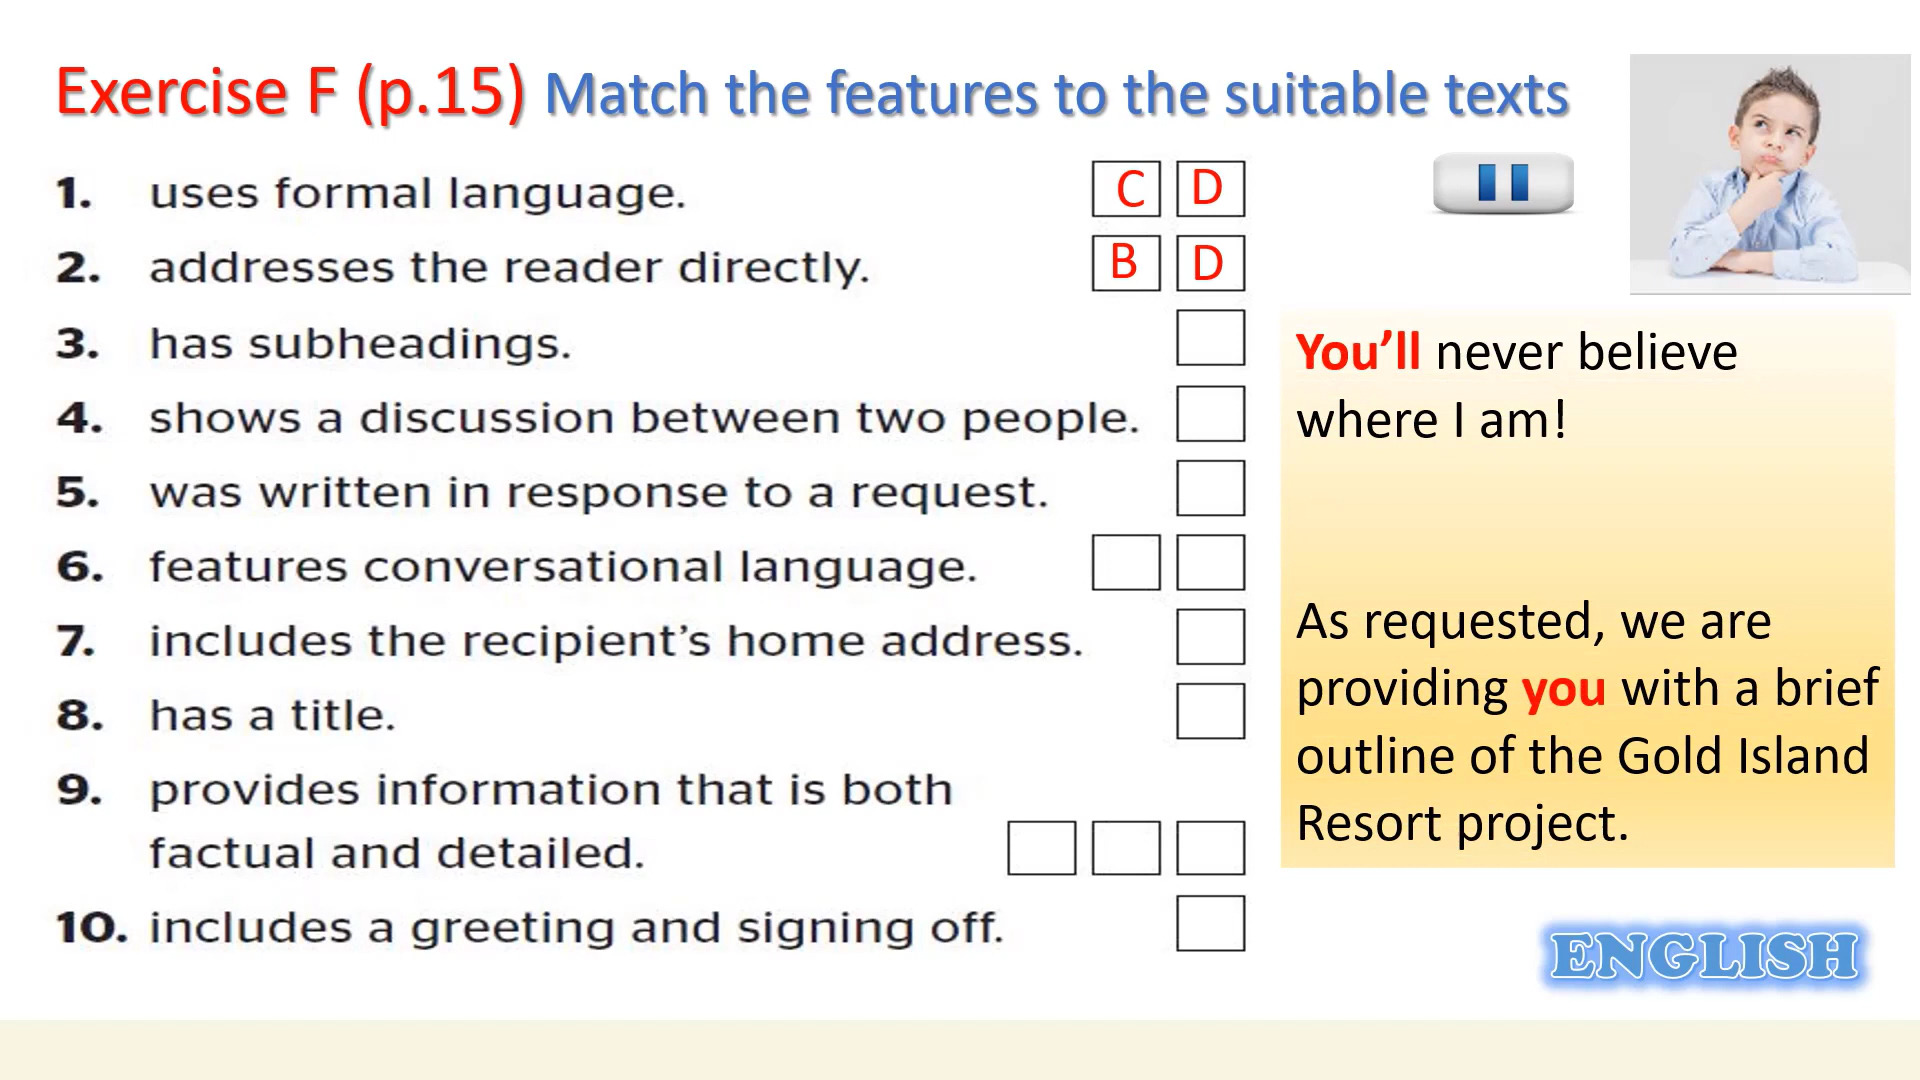 Exercise F (p.15) Match the features to the suitable texts
1. uses formal language. C D
2. addresses the reader directly. B D
3. has subheadings.
4. shows a discussion between two people.
5. was written in response to a request.
6. features conversational language.
7. includes the recipient's home address.
8. has a title.
9. provides information that is both
factual and detailed.
10. includes a greeting and signing off.
You'll never believe
where I am!
As requested, we are
providing you with a brief
outline of the Gold Island
Resort project.
ENGLISH